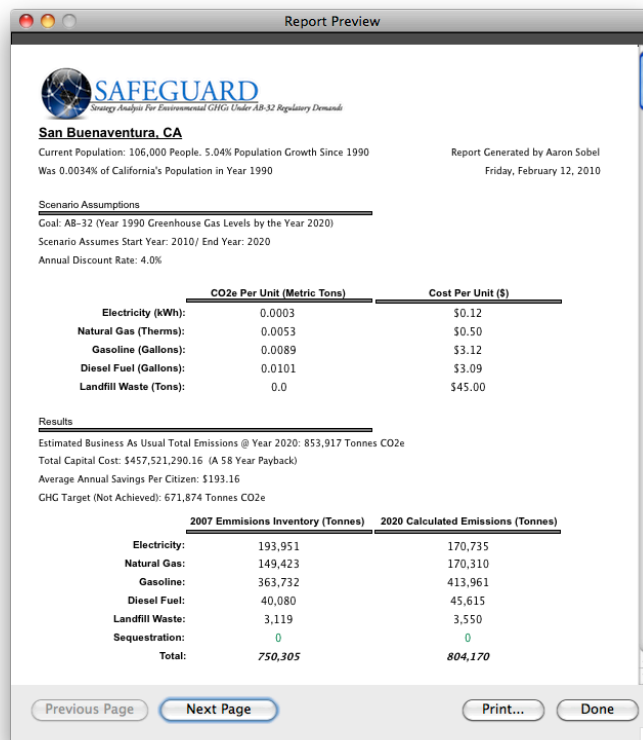 Report Preview
SAFEGUARD
Strategy Analysis For Environmental GHGs Under AB-32 Regulatory Demands
San Buenaventura, CA
Current Population: 106,000 People. 5.04% Population Growth Since 1990 Report Generated by Aaron Sobel
Was 0.0034% of California's Population in Year 1990 Friday, February 12, 2010
Scenario Assumptions
Goal: AB-32 (Year 1990 Greenhouse Gas Levels by the Year 2020)
Scenario Assumes Start Year: 2010/ End Year: 2020
Annual Discount Rate: 4.0%
CO2e Per Unit (Metric Tons) Cost Per Unit ($)
Electricity (kWh): 0.0003 $0.12
Natural Gas (Therms): 0.0053 $0.50
Gasoline (Gallons): 0.0089 $3.12
Diesel Fuel (Gallons): 0.0101 $3.09
Landfill Waste (Tons): 0.0 $45.00
Results
Estimated Business As Usual Total Emissions @ Year 2020: 853,917 Tonnes CO2e
Total Capital Cost: $457,521,290.16 (A 58 Year Payback)
Average Annual Savings Per Citizen: $193.16
GHG Target (Not Achieved): 671,874 Tonnes CO2e
2007 Emmisions Inventory (Tonnes) 2020 Calculated Emissions (Tonnes)
Electricity: 193,951 170,735
Natural Gas: 149,423 170,310
Gasoline: 363,732 413,961
Diesel Fuel: 40,080 45,615
Landfill Waste: 3,119 3,550
Sequestration: 0 0
Total: 750,305 804,170
Previous Page Next Page Print... Done